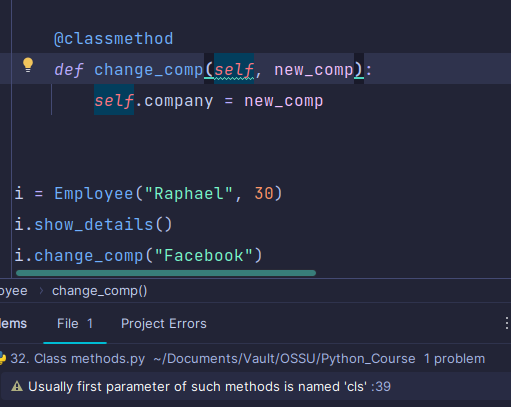 @classmethod
def change_comp(self, new_comp):
self.company = new_comp
i = Employee("Raphael", 30)
i.show_details()
i.change_comp("Facebook")
oyee › change_comp()
lems File 1 Project Errors
32. Class methods.py ~/Documents/Vault/OSSU/Python_Course 1 problem
Usually first parameter of such methods is named 'cls' :39